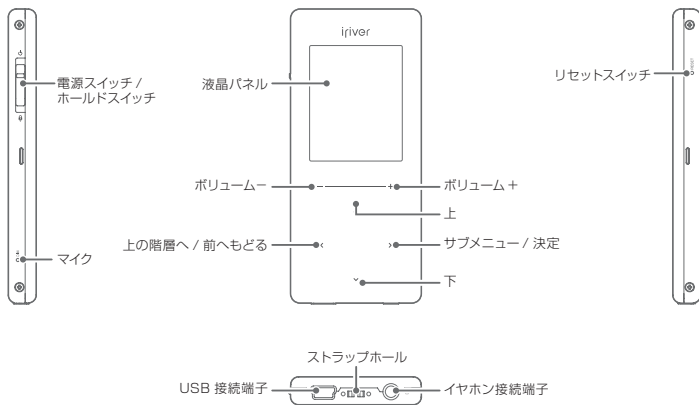 iriver
電源スイッチ /
ホールドスイッチ
液晶パネル
リセットスイッチ
RESET
ボリューム−
−
+
ボリューム +
上
上の階層へ / 前へもどる
サブメニュー / 決定
マイク
下
ストラップホール
USB 接続端子
イヤホン接続端子